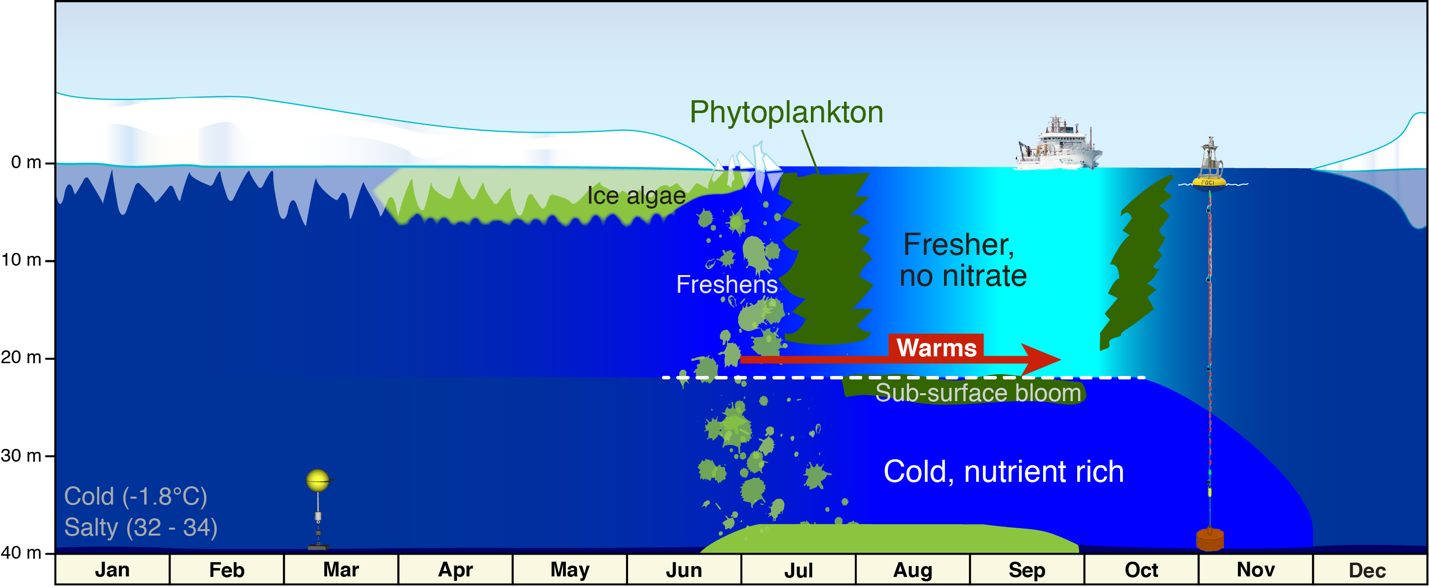 Phytoplankton
0 m
Ice algae
FOCI
Fresher,
no nitrate
10 m
Freshens
Warms
20 m
Sub-surface bloom
30 m
Cold, nutrient rich
Cold (-1.8°C)
Salty (32 - 34)
40 m
Jan Feb Mar Apr May Jun Jul Aug Sep Oct Nov Dec